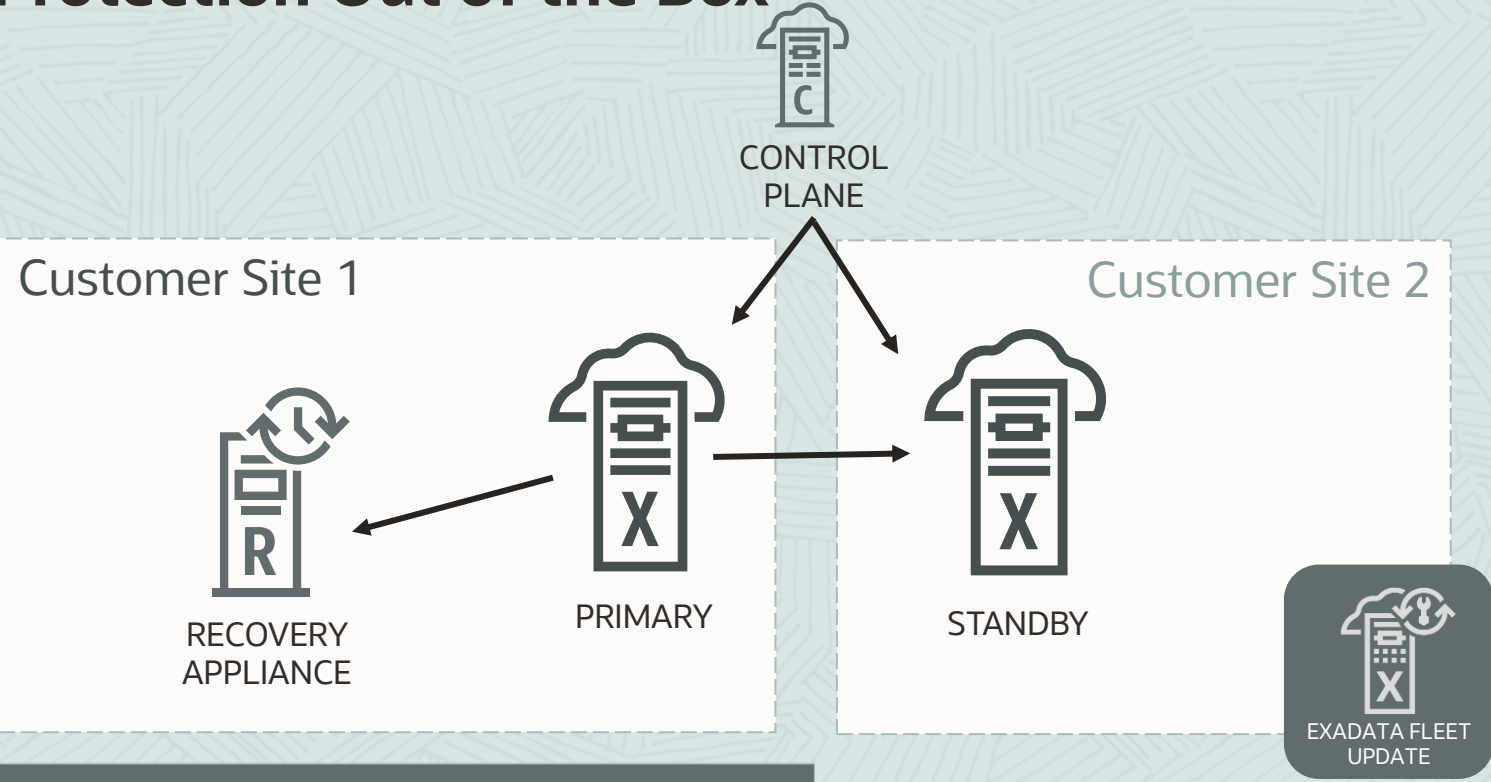 Protection Out of the Box
C
CONTROL
PLANE
Customer Site 1
Customer Site 2
R
X
X
RECOVERY
APPLIANCE
PRIMARY
STANDBY
X
EXADATA FLEET
UPDATE